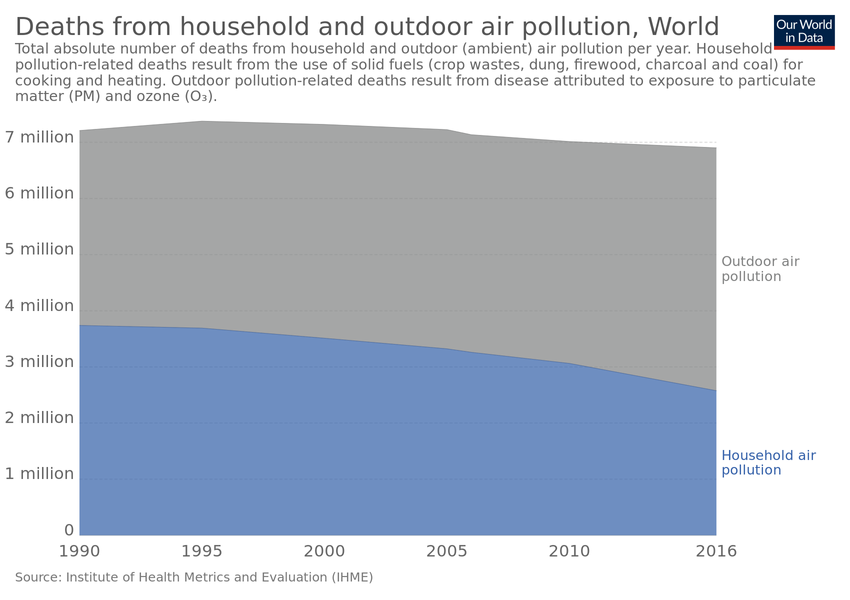 Deaths from household and outdoor air pollution, World
Our World
in Data
Total absolute number of deaths from household and outdoor (ambient) air pollution per year. Household
pollution-related deaths result from the use of solid fuels (crop wastes, dung, firewood, charcoal and coal) for
cooking and heating. Outdoor pollution-related deaths result from disease attributed to exposure to particulate
matter (PM) and ozone (O₃).
7 million
6 million
5 million
4 million
3 million
2 million
1 million
0
Outdoor air
pollution
Household air
pollution
1990 1995 2000 2005 2010 2016
Source: Institute of Health Metrics and Evaluation (IHME)